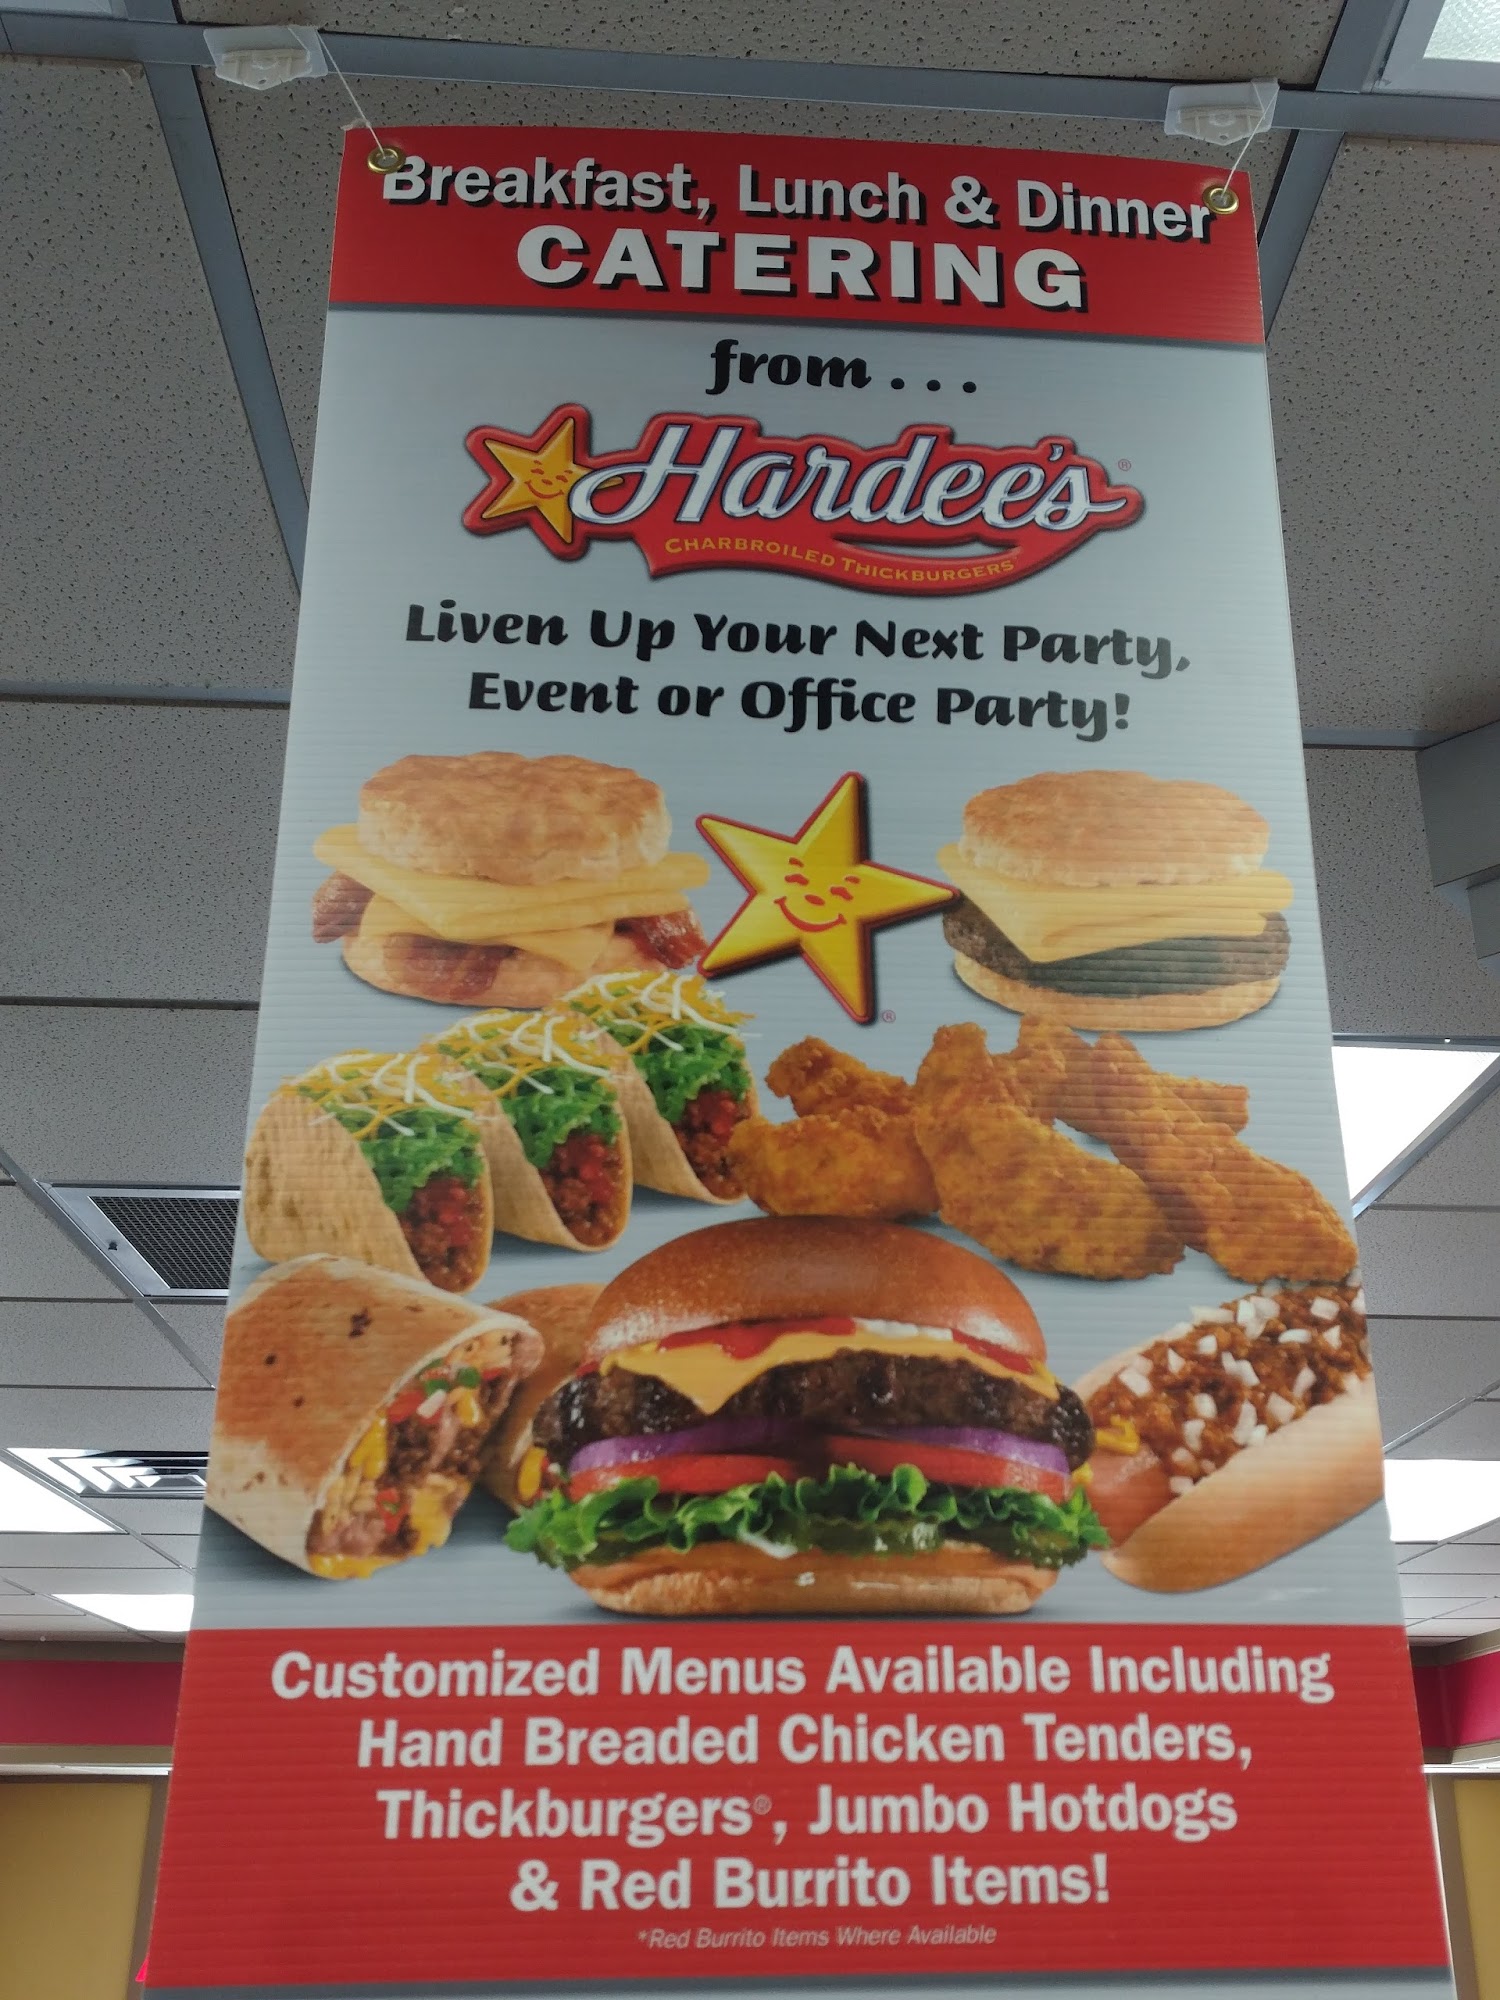 Breakfast, Lunch & Dinner
CATERING
from . . .
Hardee's®
CHARBROILED THICKBURGERS
Liven Up Your Next Party,
Event or Office Party!
®
Customized Menus Available Including
Hand Breaded Chicken Tenders,
Thickburgers®, Jumbo Hotdogs
& Red Burrito Items!
*Red Burrito Items Where Available